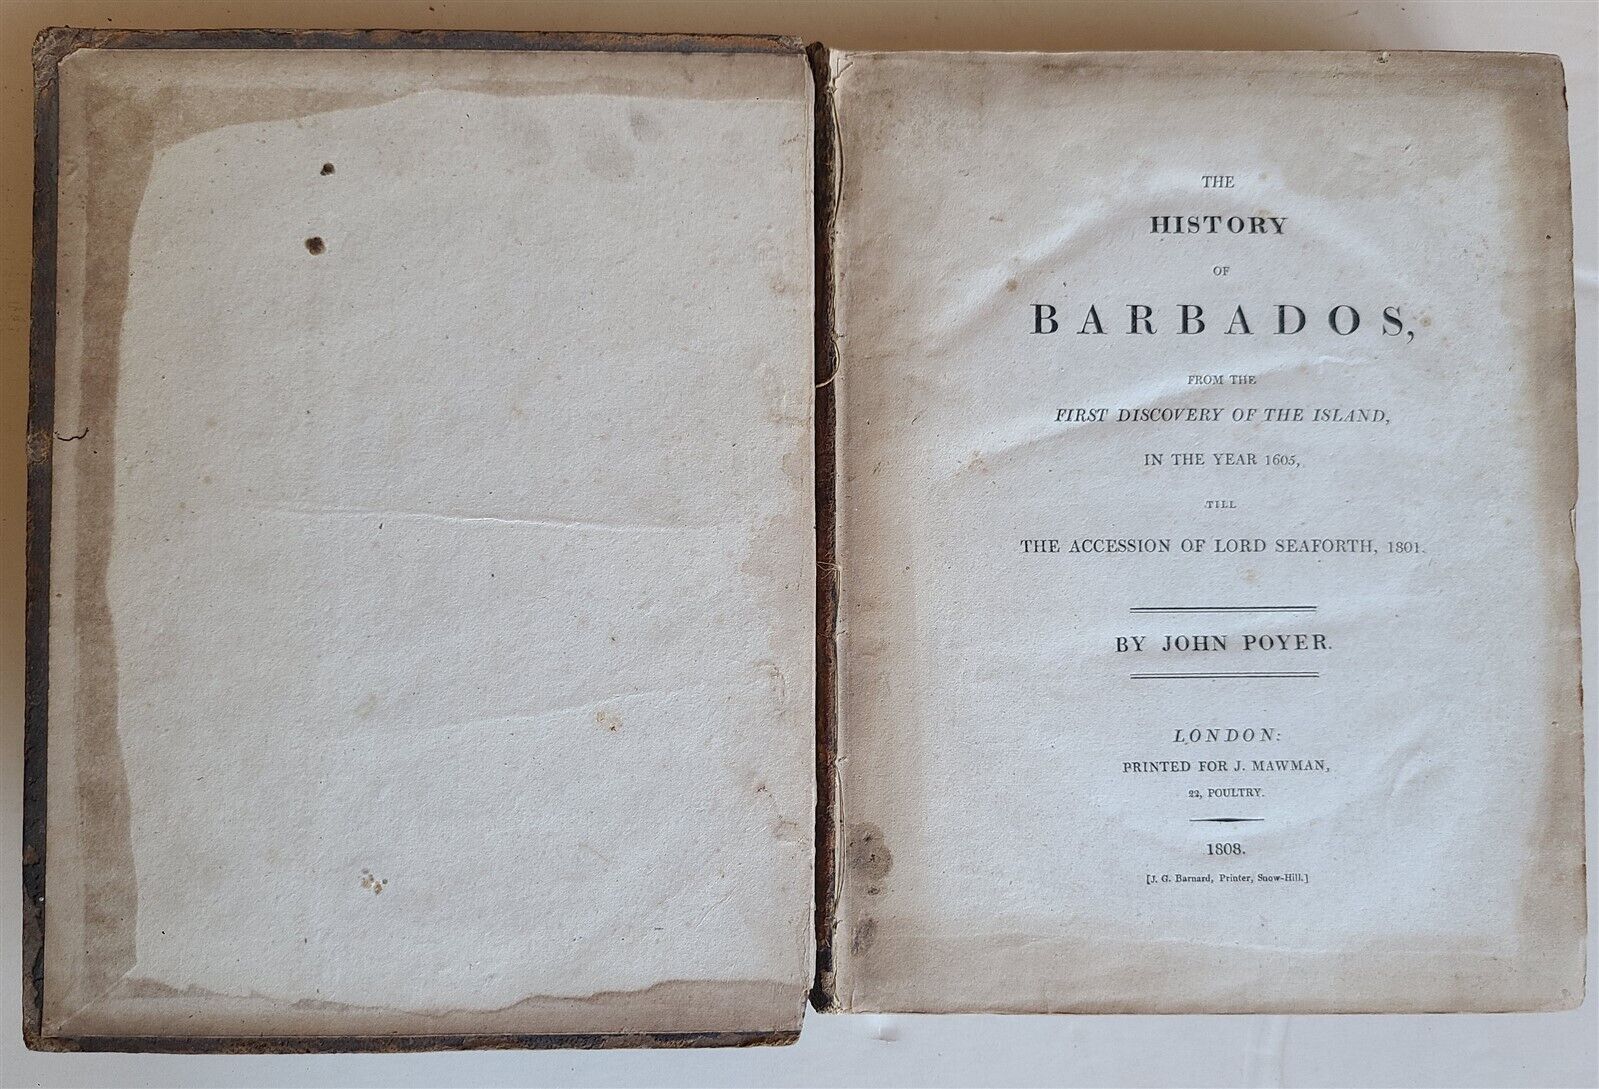 THE
HISTORY
OF
BARBADOS,
FROM THE
FIRST DISCOVERY OF THE ISLAND,
IN THE YEAR 1605,
TILL
THE ACCESSION OF LORD SEAFORTH, 1801.
BY JOHN POYER.
LONDON:
PRINTED FOR J. MAWMAN,
22, POULTRY.
1808.
[J. G. Barnard, Printer, Snow-Hill.]